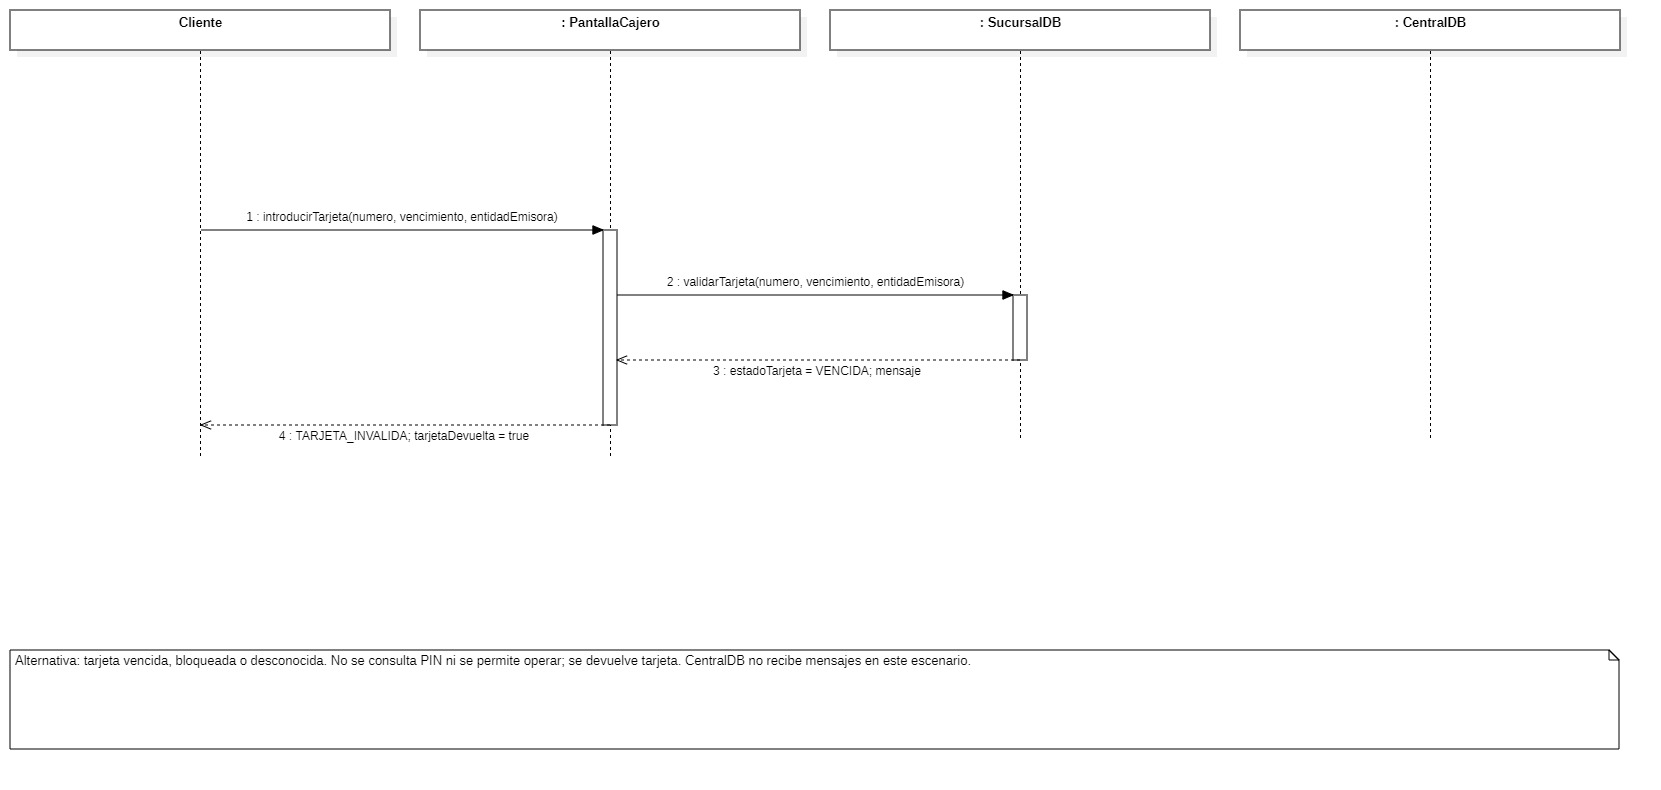 Cliente
: PantallaCajero
: SucursalDB
: CentralDB
1 : introducirTarjeta(numero, vencimiento, entidadEmisora)
2 : validarTarjeta(numero, vencimiento, entidadEmisora)
3 : estadoTarjeta = VENCIDA; mensaje
4 : TARJETA_INVALIDA; tarjetaDevuelta = true
Alternativa: tarjeta vencida, bloqueada o desconocida. No se consulta PIN ni se permite operar; se devuelve tarjeta. CentralDB no recibe mensajes en este escenario.